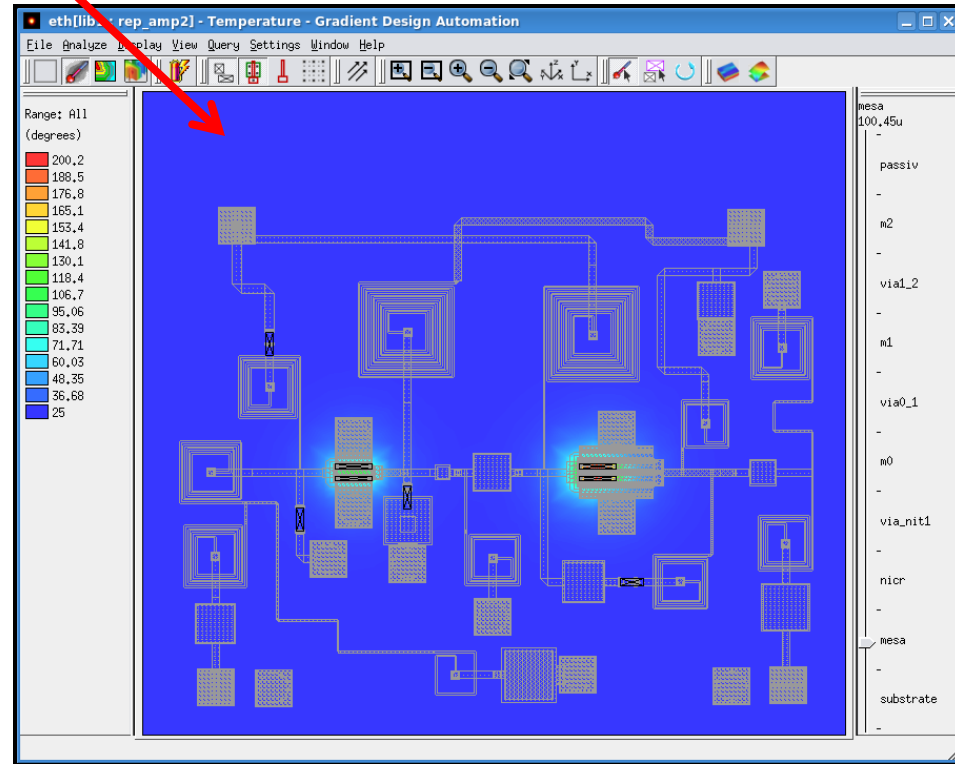 rep_amp2] - Temperature - Gradient Design Automation
File Analyze Display View Query Settings Window Help
Range: All
(degrees)
200.2
188.5
176.8
165.1
153.4
141.8
130.1
118.4
106.7
95.06
83.39
71.71
60.03
48.35
36.68
25
mesa
100.45u
passiv
m2
via1_2
m1
via0_1
m0
via_nit1
nicr
mesa
substrate